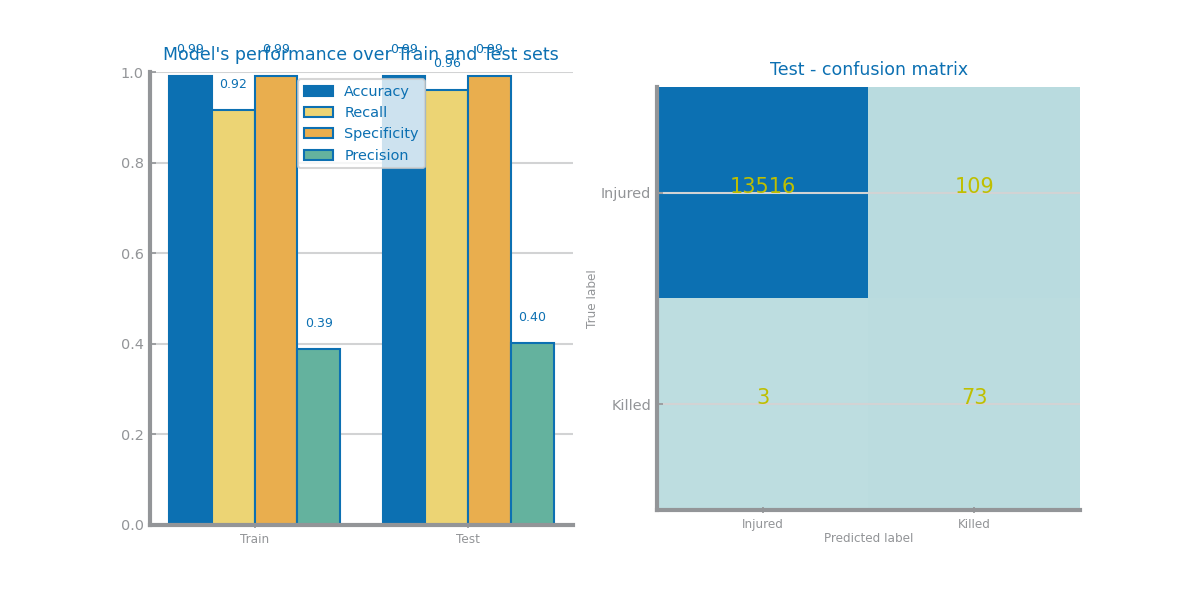 Model's performance over Train and Test sets
0.99
0.92
0.99
0.39
0.99
0.96
0.99
0.40
Accuracy
Recall
Specificity
Precision
1.0
0.8
0.6
0.4
0.2
0.0
Train
Test
Test - confusion matrix
True label
Injured
13516
109
Killed
3
73
Injured
Killed
Predicted label